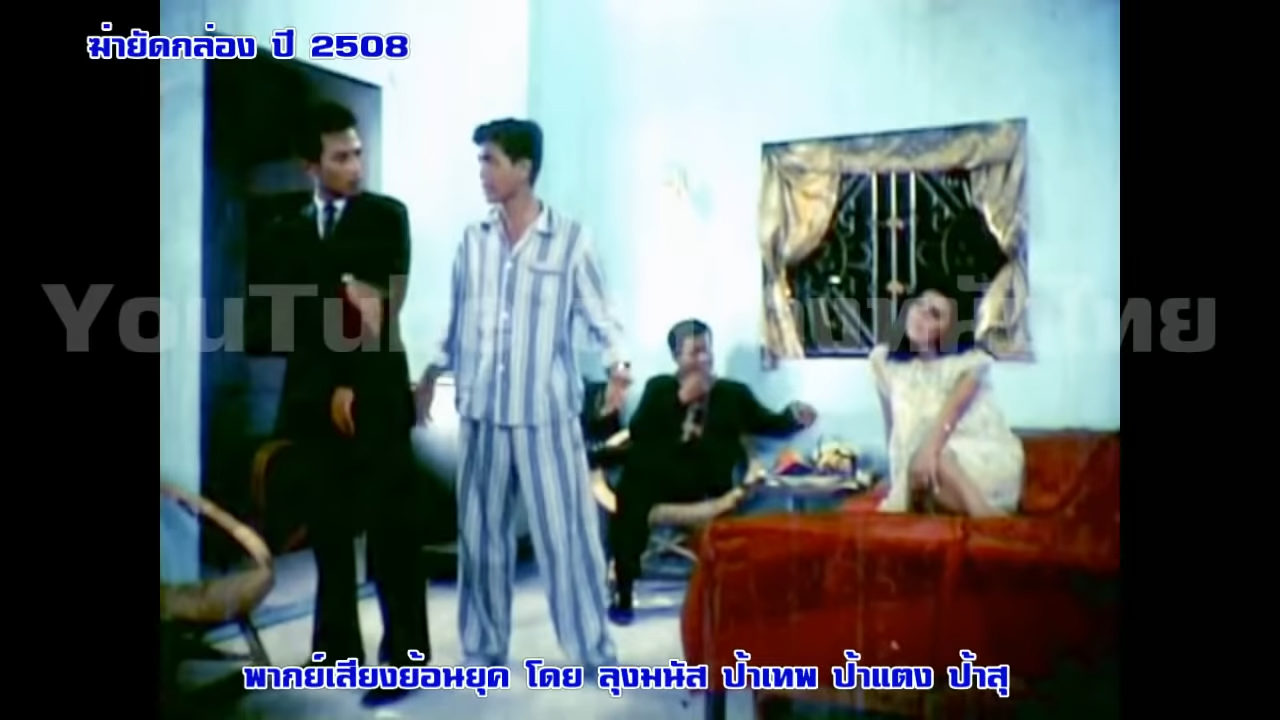 ฆ่ายัดกล่อง ปี 2508
YouTube
พากย์เสียงย้อนยุค โดย ลุงมนัส ป้าเทพ ป้าแตง ป้าสุ